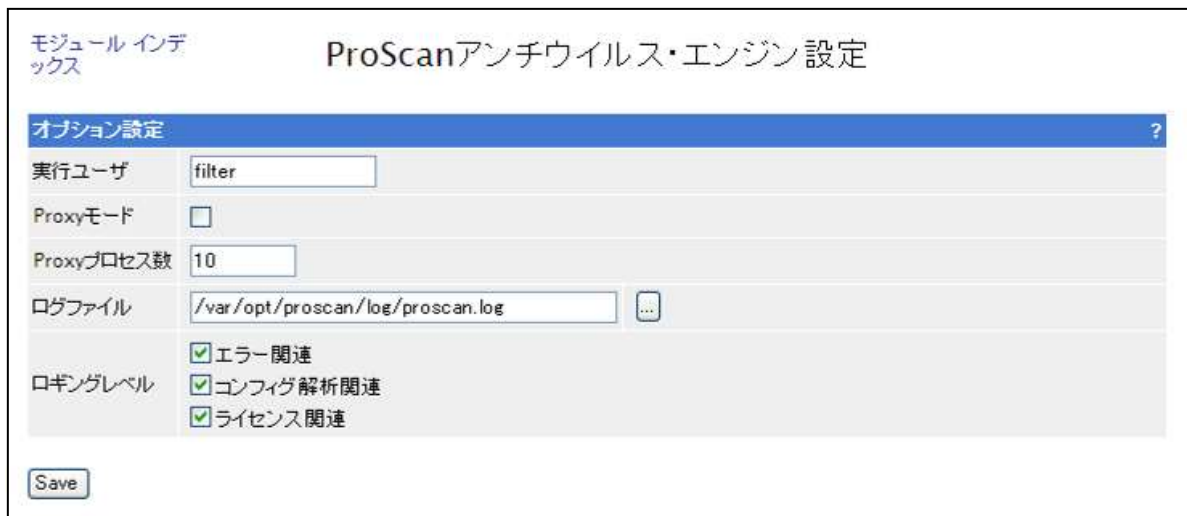 モジュール インデ
ックス
ProScanアンチウイルス・エンジン設定
オプション設定 ?
実行ユーザ filter
Proxyモード
Proxyプロセス数 10
ログファイル /var/opt/proscan/log/proscan.log ...
ロギングレベル
エラー関連
コンフィグ解析関連
ライセンス関連
Save